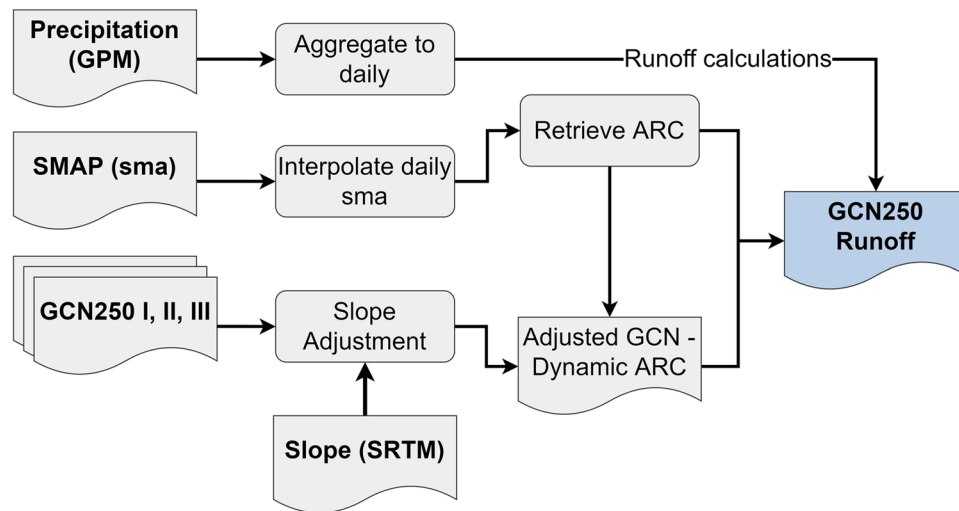 Precipitation
(GPM)
Aggregate to
daily
Runoff calculations
SMAP (sma)
Interpolate daily
sma
Retrieve ARC
GCN250
Runoff
GCN250 I, II, III
Slope
Adjustment
Adjusted GCN -
Dynamic ARC
Slope (SRTM)